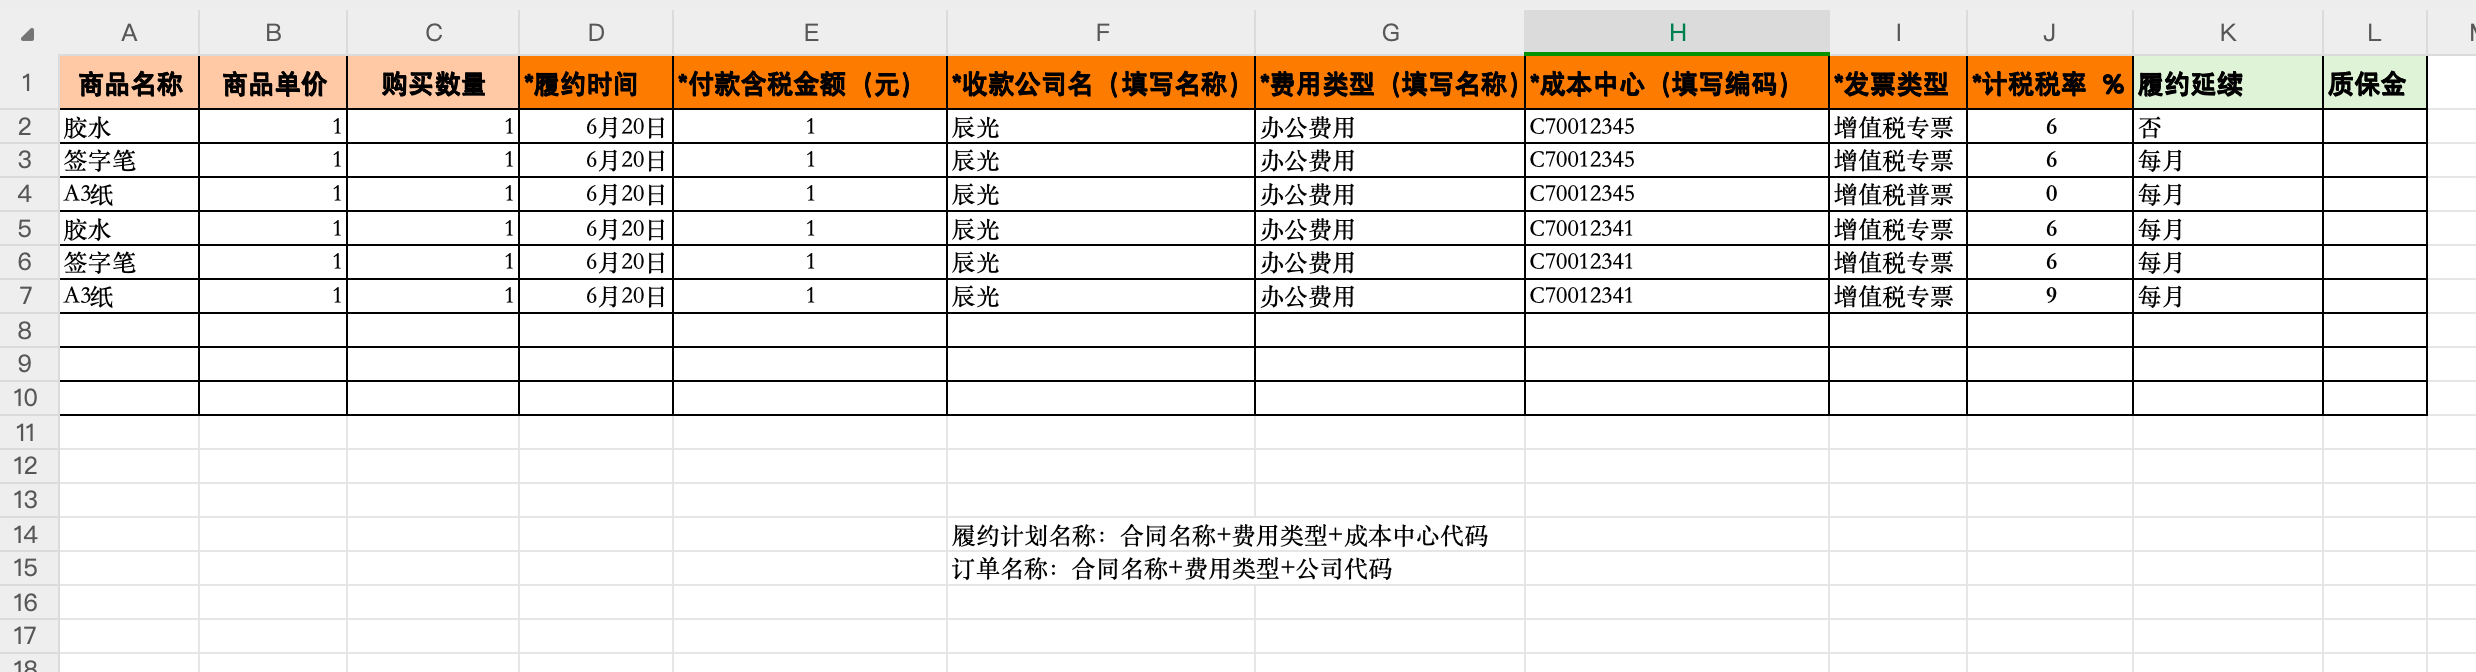 A B C D E F G H I J K L
1 商品名称 商品单价 购买数量 *履约时间 *付款含税金额（元） *收款公司名（填写名称） *费用类型（填写名称） *成本中心（填写编码） *发票类型 *计税税率 % 履约延续 质保金
2 胶水 1 1 6月20日 1 辰光 办公费用 C70012345 增值税专票 6 否
3 签字笔 1 1 6月20日 1 辰光 办公费用 C70012345 增值税专票 6 每月
4 A3纸 1 1 6月20日 1 辰光 办公费用 C70012345 增值税普票 0 每月
5 胶水 1 1 6月20日 1 辰光 办公费用 C70012341 增值税专票 6 每月
6 签字笔 1 1 6月20日 1 辰光 办公费用 C70012341 增值税专票 6 每月
7 A3纸 1 1 6月20日 1 辰光 办公费用 C70012341 增值税专票 9 每月
8
9
10
11
12
13
14 履约计划名称：合同名称+费用类型+成本中心代码
15 订单名称：合同名称+费用类型+公司代码
16
17
18